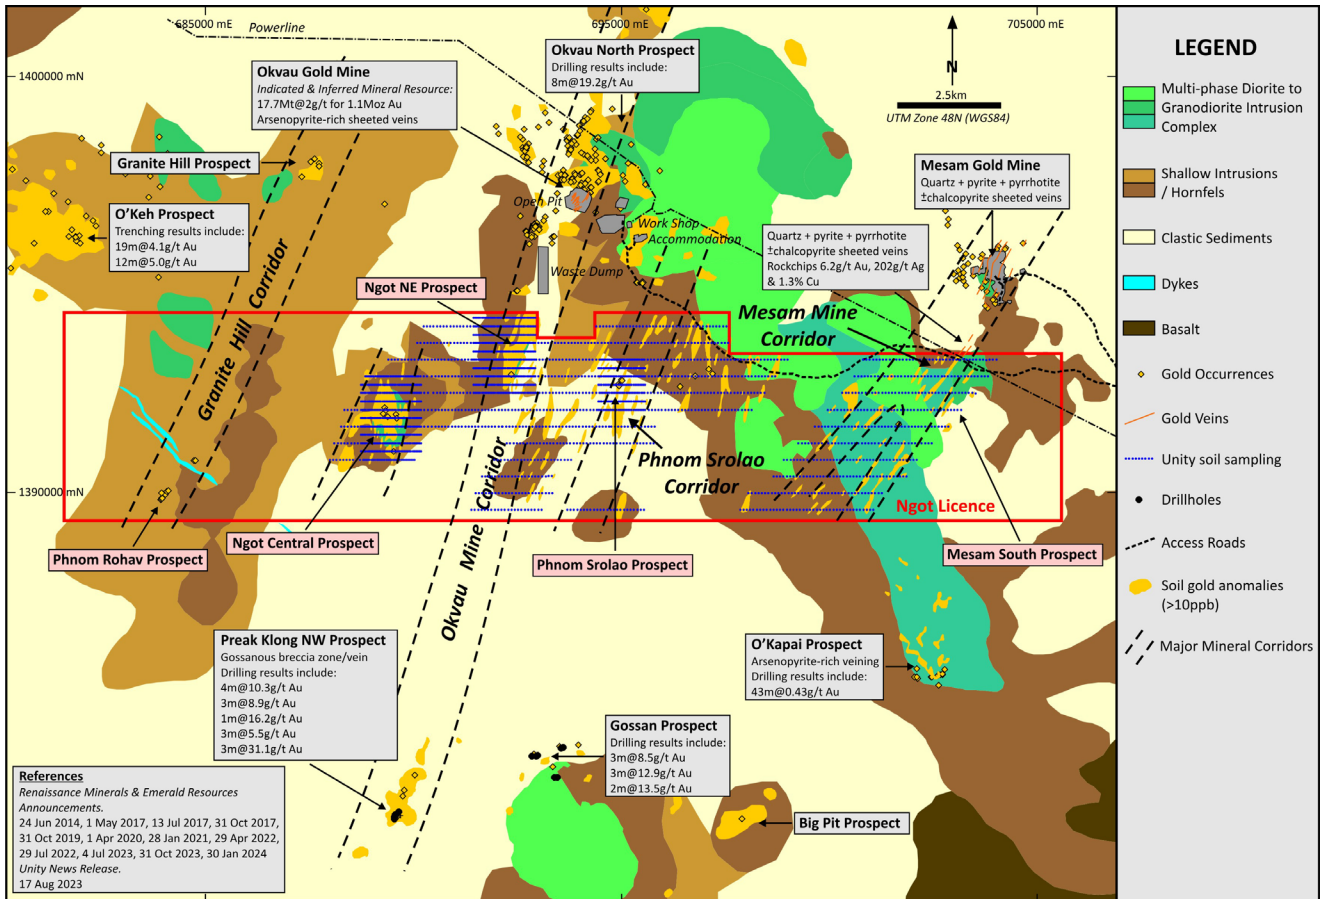 685000 mE
695000 mE
705000 mE
1400000 mN
1390000 mN
Powerline
N
2.5km
UTM Zone 48N (WGS84)
Okvau Gold Mine
Indicated & Inferred Mineral Resource:
17.7Mt@2g/t for 1.1Moz Au
Arsenopyrite-rich sheeted veins
Okvau North Prospect
Drilling results include:
8m@19.2g/t Au
Granite Hill Prospect
O'Keh Prospect
Trenching results include:
19m@4.1g/t Au
12m@5.0g/t Au
Mesam Gold Mine
Quartz + pyrite + pyrrhotite
±chalcopyrite sheeted veins
Quartz + pyrite + pyrrhotite
±chalcopyrite sheeted veins
Rockchips 6.2g/t Au, 202g/t Ag
& 1.3% Cu
Open Pit
Work Shop
Accommodation
Waste Dump
Ngot NE Prospect
Granite Hill Corridor
Mesam Mine
Corridor
Okvau Mine Corridor
Phnom Srolao
Corridor
Ngot Licence
Phnom Rohav Prospect
Ngot Central Prospect
Phnom Srolao Prospect
Mesam South Prospect
Preak Klong NW Prospect
Gossanous breccia zone/vein
Drilling results include:
4m@10.3g/t Au
3m@8.9g/t Au
1m@16.2g/t Au
3m@5.9g/t Au
3m@31.1g/t Au
O'Kapai Prospect
Arsenopyrite-rich veining
Drilling results include:
43m@0.43g/t Au
Gossan Prospect
Drilling results include:
3m@8.5g/t Au
3m@12.9g/t Au
2m@13.5g/t Au
Big Pit Prospect
References
Renaissance Minerals & Emerald Resources
Announcements.
24 Jun 2014, 1 May 2017, 13 Jul 2017, 31 Oct 2017,
31 Oct 2019, 1 Apr 2020, 28 Jan 2021, 29 Apr 2022,
29 Jul 2022, 4 Jul 2023, 31 Oct 2023, 30 Jan 2024
Unity News Release.
17 Aug 2023
LEGEND
Multi-phase Diorite to
Granodiorite Intrusion
Complex
Shallow Intrusions
/ Hornfels
Clastic Sediments
Dykes
Basalt
Gold Occurrences
Gold Veins
Unity soil sampling
Drillholes
Access Roads
Soil gold anomalies
(>10ppb)
Major Mineral Corridors